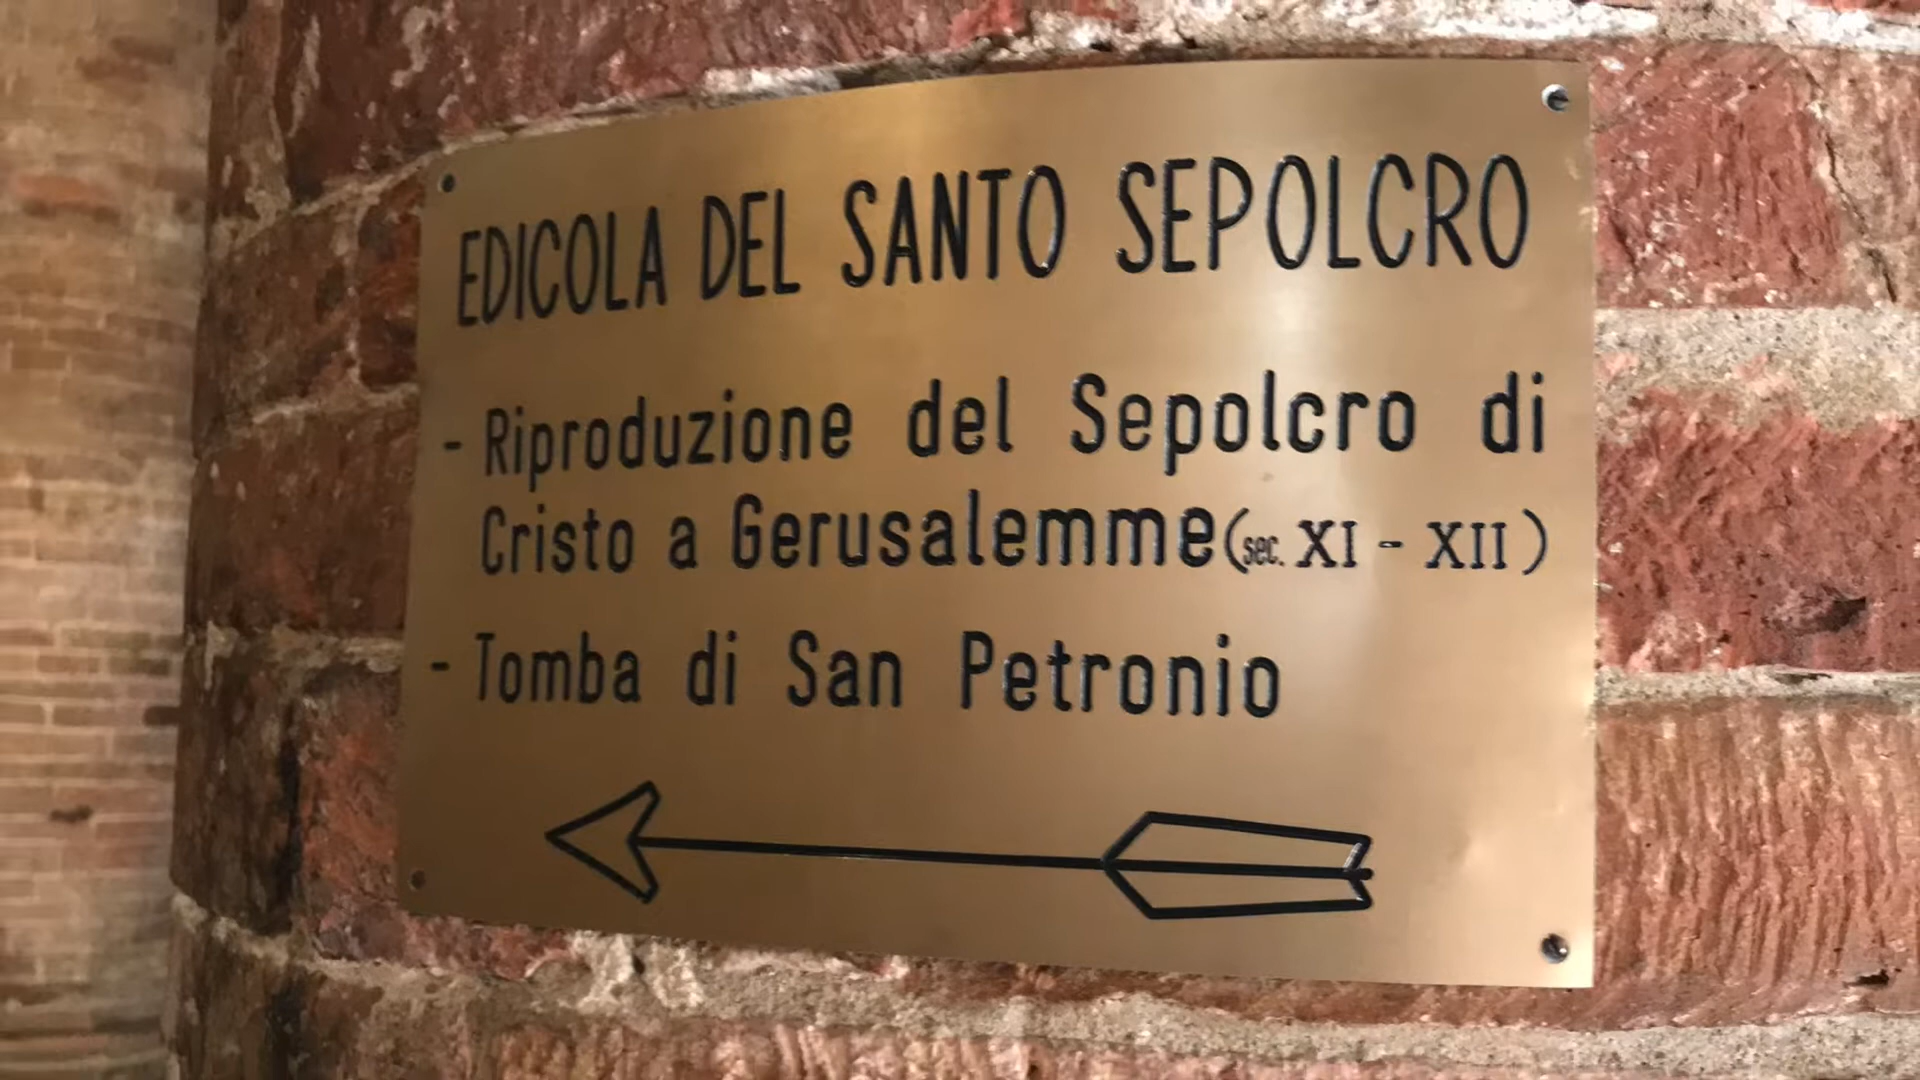 EDICOLA DEL SANTO SEPOLCRO
- Riproduzione del Sepolcro di
Cristo a Gerusalemme (sec. XI - XII)
- Tomba di San Petronio